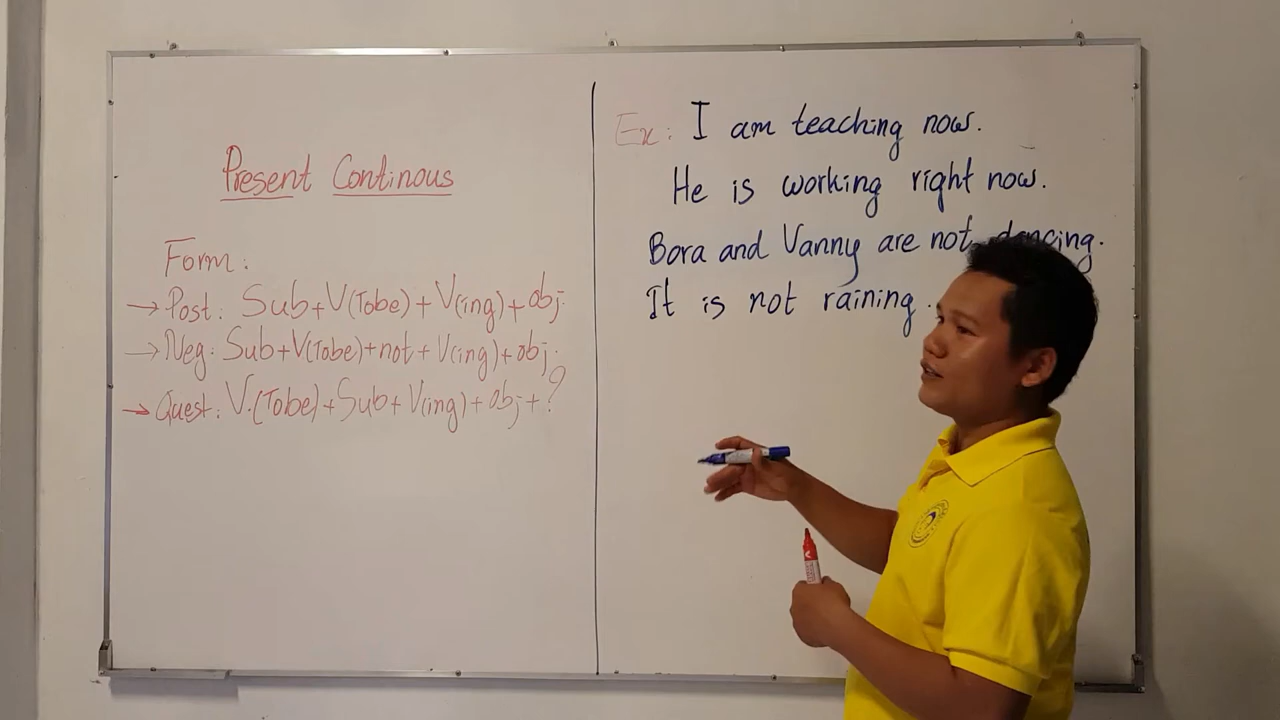 Present Continous
Form:
→ Post: Sub+V(Tobe)+V(ing)+obj.
→ Neg: Sub+V(Tobe)+not+V(ing)+obj.
→ Quest: V.(Tobe)+Sub+V(ing)+obj+?
Ex: I am teaching now.
He is working right now.
Bora and Vanny are not dancing.
It is not raining.